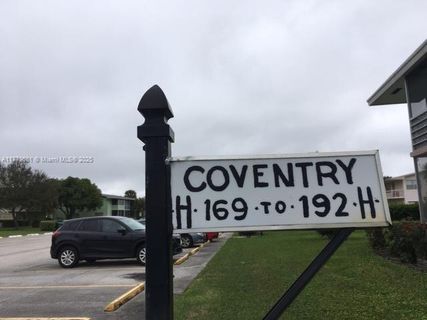 COVENTRY
H · 169 · TO · 192 · H